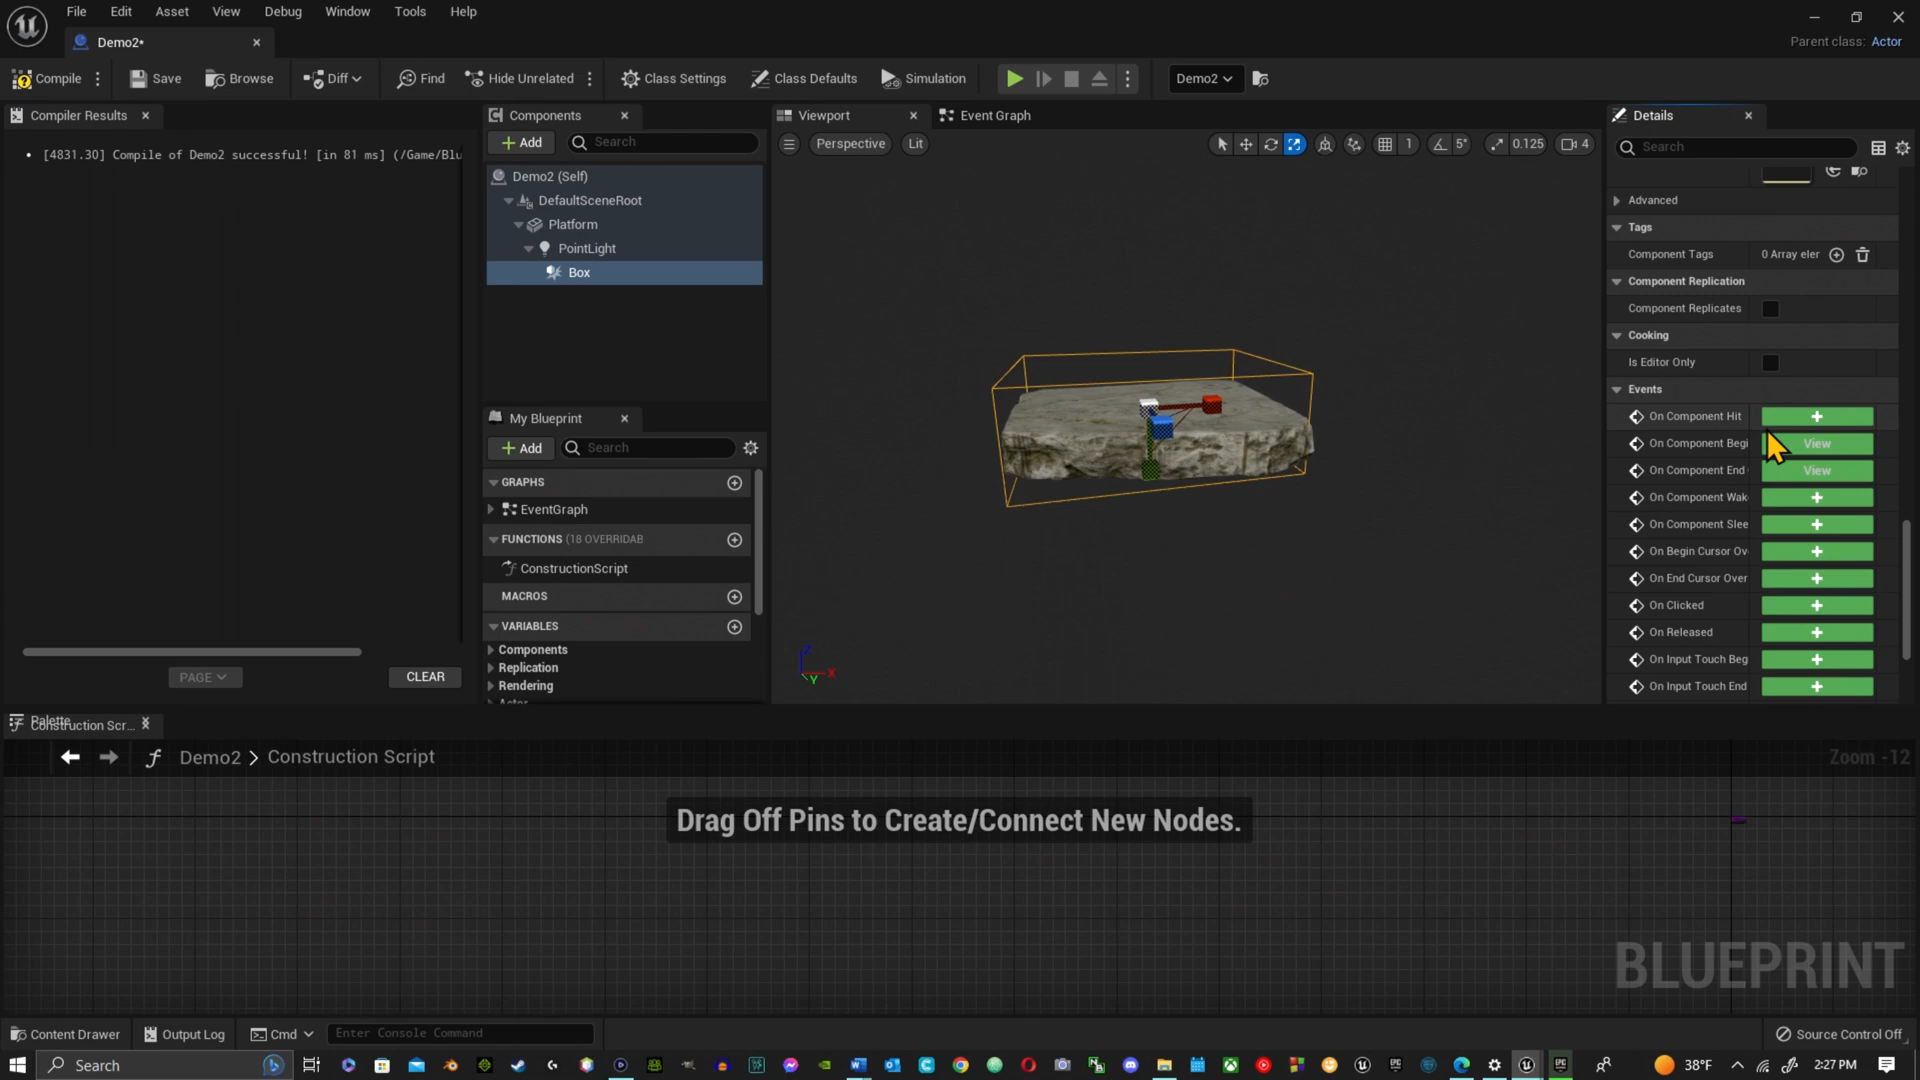 File Edit Asset View Debug Window Tools Help
Demo2*
Parent class: Actor
Compile Save Browse Diff Find Hide Unrelated Class Settings Class Defaults Simulation Demo2
Compiler Results
[4831.30] Compile of Demo2 successful! [in 81 ms] (/Game/Blu
PAGE CLEAR
Components
Add Search
Demo2 (Self)
DefaultSceneRoot
Platform
PointLight
Box
My Blueprint
Add Search
GRAPHS
EventGraph
FUNCTIONS (18 OVERRIDAB
ConstructionScript
MACROS
VARIABLES
Components
Replication
Rendering
Viewport Event Graph
Perspective Lit 1 5° 0.125 4
Z
X
Y
Details
Search
Advanced
Tags
Component Tags 0 Array eler
Component Replication
Component Replicates
Cooking
Is Editor Only
Events
On Component Hit
On Component Begi View
On Component End View
On Component Wak
On Component Slee
On Begin Cursor Ov
On End Cursor Over
On Clicked
On Released
On Input Touch Beg
On Input Touch End
Palette
Construction Scr...
Demo2 > Construction Script Zoom -12
Drag Off Pins to Create/Connect New Nodes.
BLUEPRINT
Content Drawer Output Log Cmd Enter Console Command Source Control Off
Search 38°F 2:27 PM